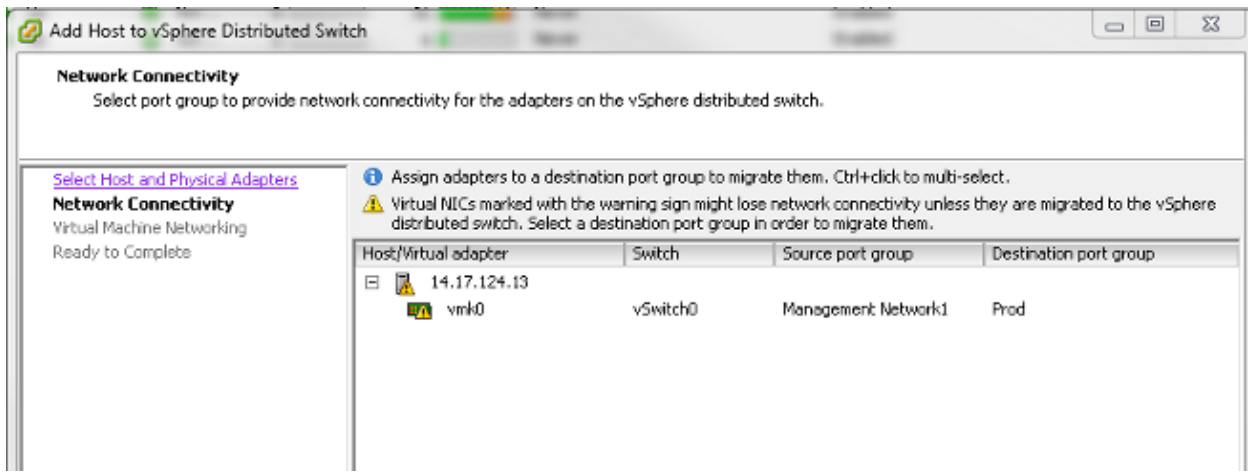 Add Host to vSphere Distributed Switch
Network Connectivity
Select port group to provide network connectivity for the adapters on the vSphere distributed switch.
Select Host and Physical Adapters
Network Connectivity
Virtual Machine Networking
Ready to Complete
Assign adapters to a destination port group to migrate them. Ctrl+click to multi-select.
Virtual NICs marked with the warning sign might lose network connectivity unless they are migrated to the vSphere
distributed switch. Select a destination port group in order to migrate them.
Host/Virtual adapter Switch Source port group Destination port group
14.17.124.13
vmk0 vSwitch0 Management Network1 Prod